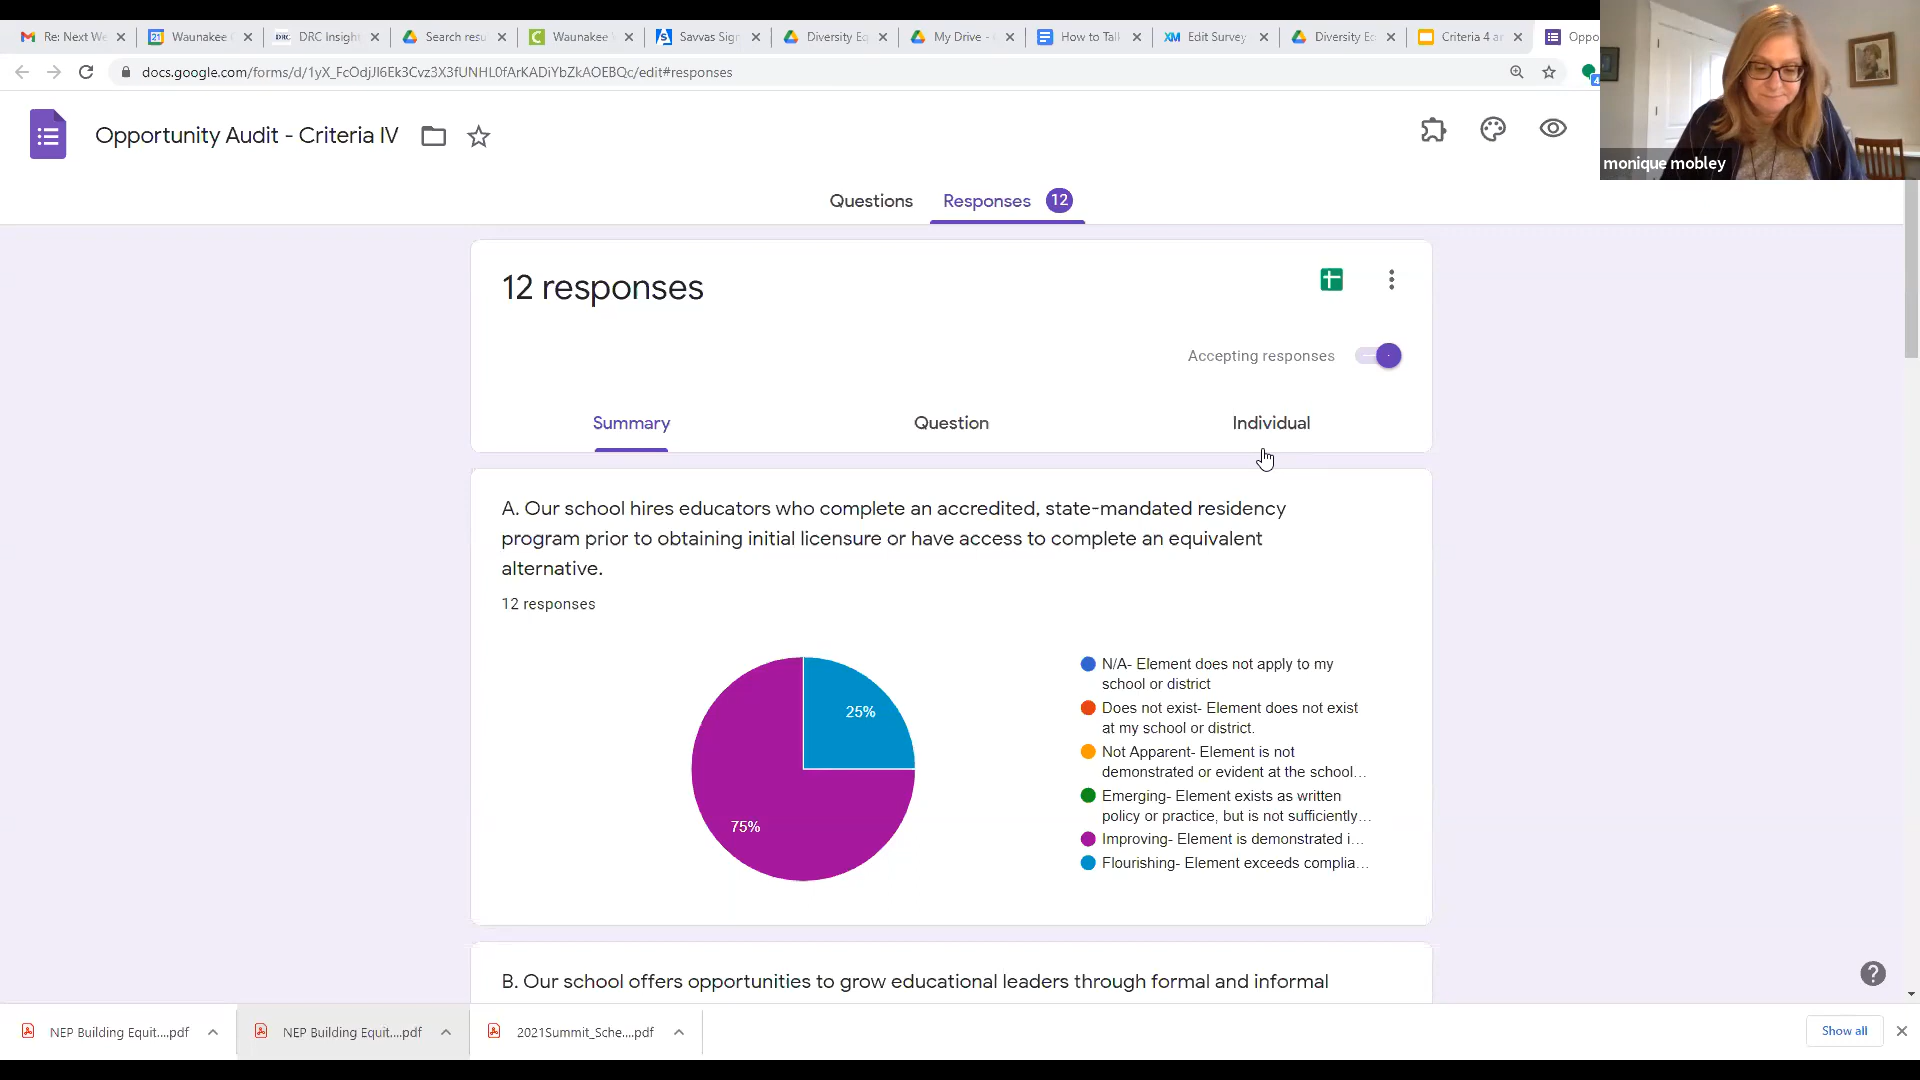 Re: Next We
Waunakee
DRC Insigh
Search resu
Waunakee
Savvas Sig
Diversity Eq
My Drive -
How to Talk
Edit Survey
Diversity Ec
Criteria 4 a
Oppo
docs.google.com/forms/d/1yX_FcOdjJI6Ek3Cvz3X3fUNHL0fArKADiYbZkAOEBQc/edit#responses
monique mobley
Opportunity Audit - Criteria IV
Questions
Responses 12
12 responses
Accepting responses
Summary
Question
Individual
A. Our school hires educators who complete an accredited, state-mandated residency
program prior to obtaining initial licensure or have access to complete an equivalent
alternative.
12 responses
25%
75%
N/A- Element does not apply to my
school or district
Does not exist- Element does not exist
at my school or district.
Not Apparent- Element is not
demonstrated or evident at the school...
Emerging- Element exists as written
policy or practice, but is not sufficiently...
Improving- Element is demonstrated i...
Flourishing- Element exceeds complia...
B. Our school offers opportunities to grow educational leaders through formal and informal
NEP Building Equit....pdf
NEP Building Equit....pdf
2021Summit_Sche....pdf
Show all